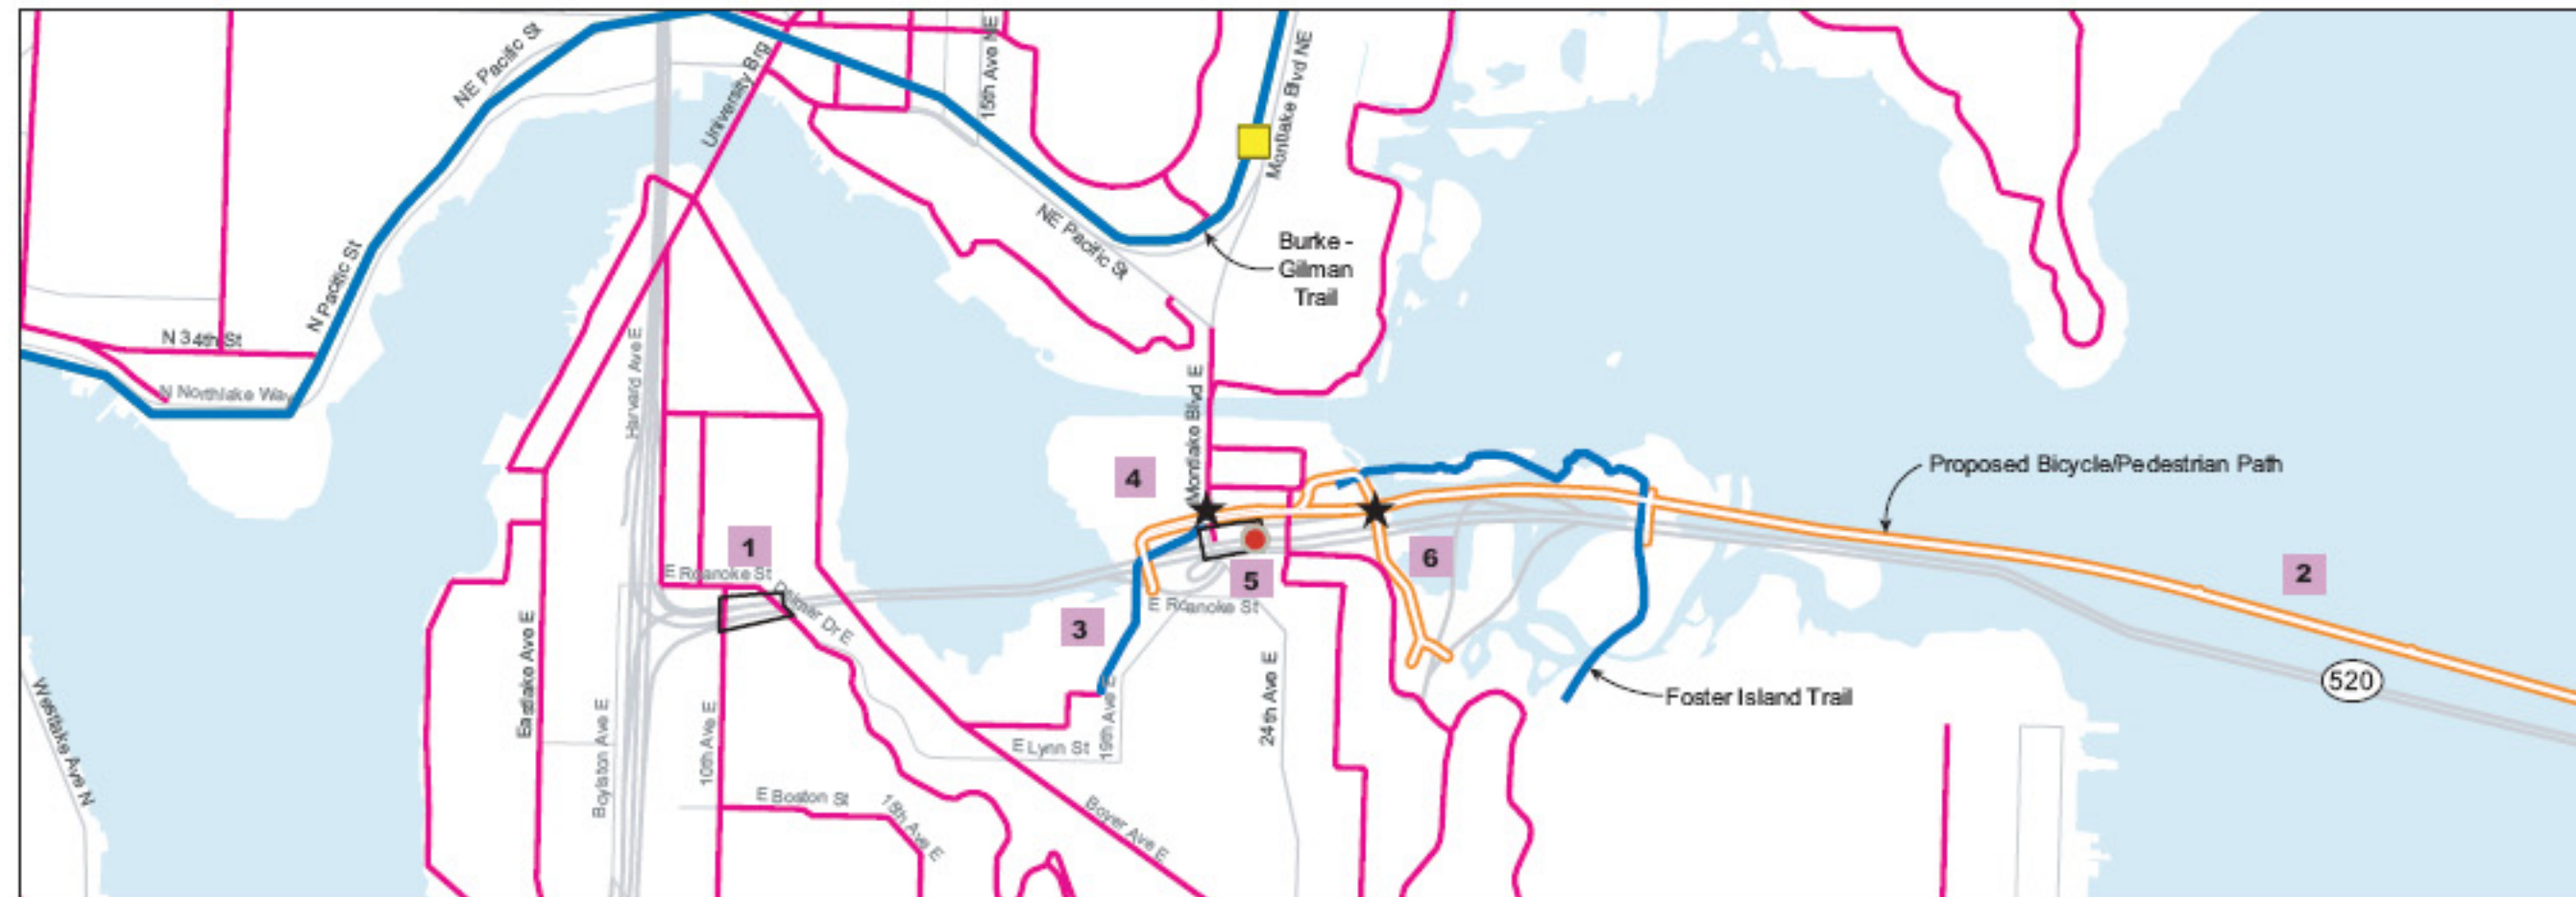 NE Pacific St
University Brg
15th Ave NE
Montlake Blvd NE
N Pacific St
NE Pacific St
Burke -
Gilman
Trail
N 34th St
N Northlake Way
Harvard Ave E
Montlake Blvd E
4
Proposed Bicycle/Pedestrian Path
1
E Roanoke St
Delmar Dr E
5
6
2
E Roanoke St
3
Eastlake Ave E
Boylston Ave E
10th Ave E
19th Ave E
24th Ave E
Foster Island Trail
520
Westlake Ave N
E Lynn St
E Boston St
15th Ave E
Boyer Ave E